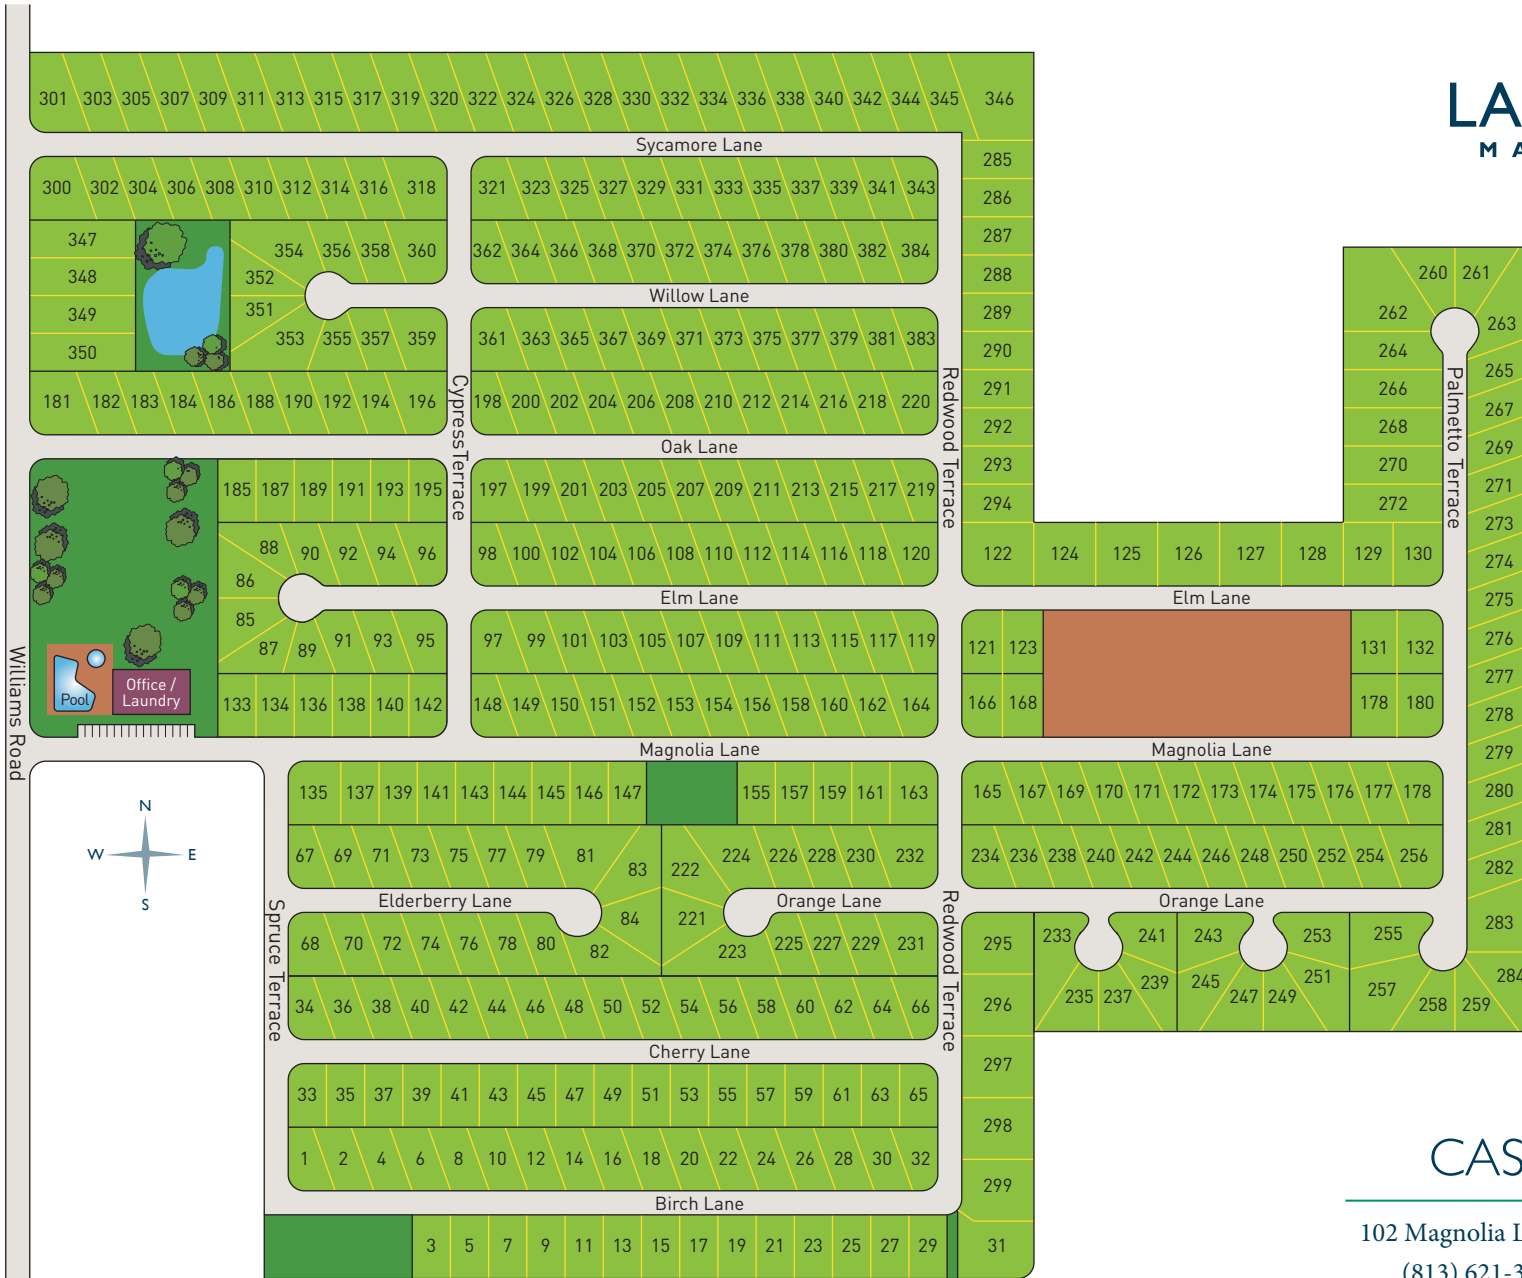 LA
M A
301 303 305 307 309 311 313 315 317 319 320 322 324 326 328 330 332 334 336 338 340 342 344 345 346
Sycamore Lane
285
300 302 304 306 308 310 312 314 316 318
321 323 325 327 329 331 333 335 337 339 341 343
286
287
347
354 356 358 360
362 364 366 368 370 372 374 376 378 380 382 384
348
352
288
260 261
Willow Lane
349
351
289
262
263
353 355 357 359
361 363 365 367 369 371 373 375 377 379 381 383
350
290
264
265
291
266
267
181 182 183 184 186 188 190 192 194 196
198 200 202 204 206 208 210 212 214 216 218 220
292
268
269
Cypress Terrace
Redwood Terrace
Palmetto Terrace
Oak Lane
293
270
271
185 187 189 191 193 195
197 199 201 203 205 207 209 211 213 215 217 219
294
272
273
88 90 92 94 96
98 100 102 104 106 108 110 112 114 116 118 120
122 124 125 126 127 128 129 130
274
86
Elm Lane
Elm Lane
275
85
87 89 91 93 95
97 99 101 103 105 107 109 111 113 115 117 119
121 123
131 132
276
277
Williams Road
Pool
Office /
Laundry
133 134 136 138 140 142
148 149 150 151 152 153 154 156 158 160 162 164
166 168
178 180
278
Magnolia Lane
Magnolia Lane
279
135 137 139 141 143 144 145 146 147
155 157 159 161 163
165 167 169 170 171 172 173 174 175 176 177 178
280
281
N
W E
S
67 69 71 73 75 77 79 81
83
222
224 226 228 230 232
234 236 238 240 242 244 246 248 250 252 254 256
282
Elderberry Lane
Orange Lane
Orange Lane
Spruce Terrace
Redwood Terrace
84
221
283
68 70 72 74 76 78 80
82
223
225 227 229 231
295
233
241
243
253
255
235 237 239
245 247 249 251
257
258 259
284
34 36 38 40 42 44 46 48 50 52 54 56 58 60 62 64 66
296
Cherry Lane
297
33 35 37 39 41 43 45 47 49 51 53 55 57 59 61 63 65
298
1 2 4 6 8 10 12 14 16 18 20 22 24 26 28 30 32
299
Birch Lane
3 5 7 9 11 13 15 17 19 21 23 25 27 29
31
CAS
102 Magnolia L
(813) 621-3